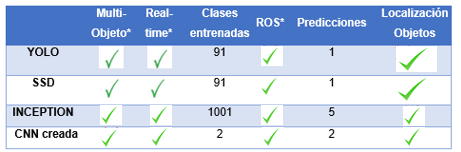 Multi-Objeto* Real-time* Clases entrenadas ROS* Predicciones Localización Objetos
YOLO ✓ ✓ 91 ✓ 1 ✓
SSD ✓ ✓ 91 ✓ 1 ✓
INCEPTION ✓ ✓ 1001 ✓ 5 ✓
CNN creada ✓ ✓ 2 ✓ 2 ✓